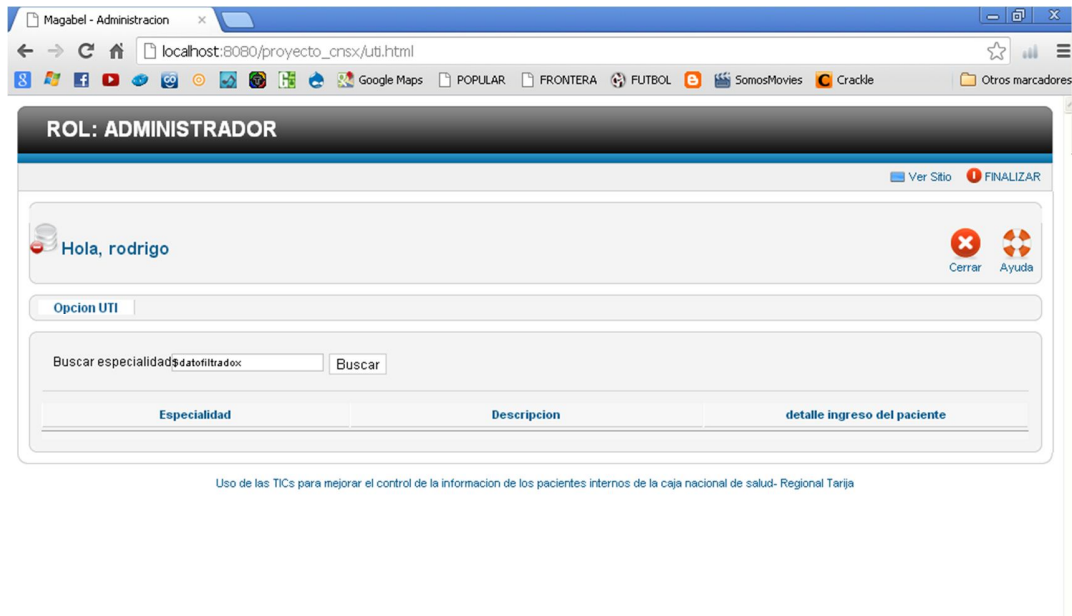 Magabel - Administracion
localhost:8080/proyecto_cnsx/uti.html
Google Maps POPULAR FRONTERA FUTBOL SomosMovies Crackle Otros marcadores
ROL: ADMINISTRADOR
Ver Sitio FINALIZAR
Hola, rodrigo
Cerrar Ayuda
Opcion UTI
Buscar especialidad $datofiltradox Buscar
Especialidad Descripcion detalle ingreso del paciente
Uso de las TICs para mejorar el control de la informacion de los pacientes internos de la caja nacional de salud- Regional Tarija